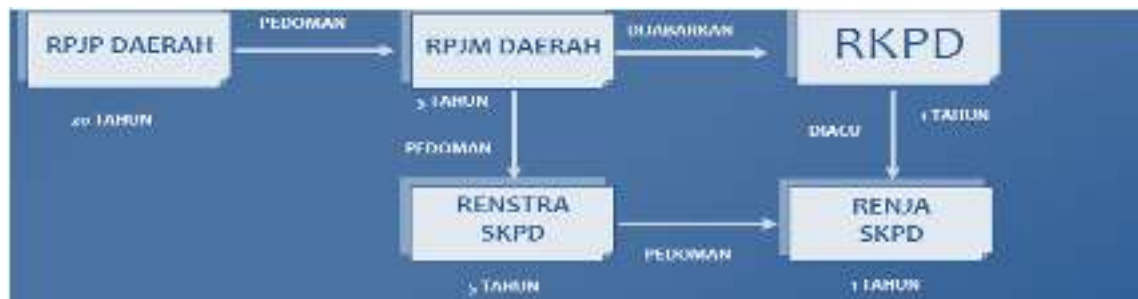 PEDOMAN
DIJABARKAN
RPJP DAERAH
RPJM DAERAH
RKPD
20 TAHUN
5 TAHUN
1 TAHUN
PEDOMAN
DIACU
RENSTRA
SKPD
RENJA
SKPD
PEDOMAN
5 TAHUN
1 TAHUN